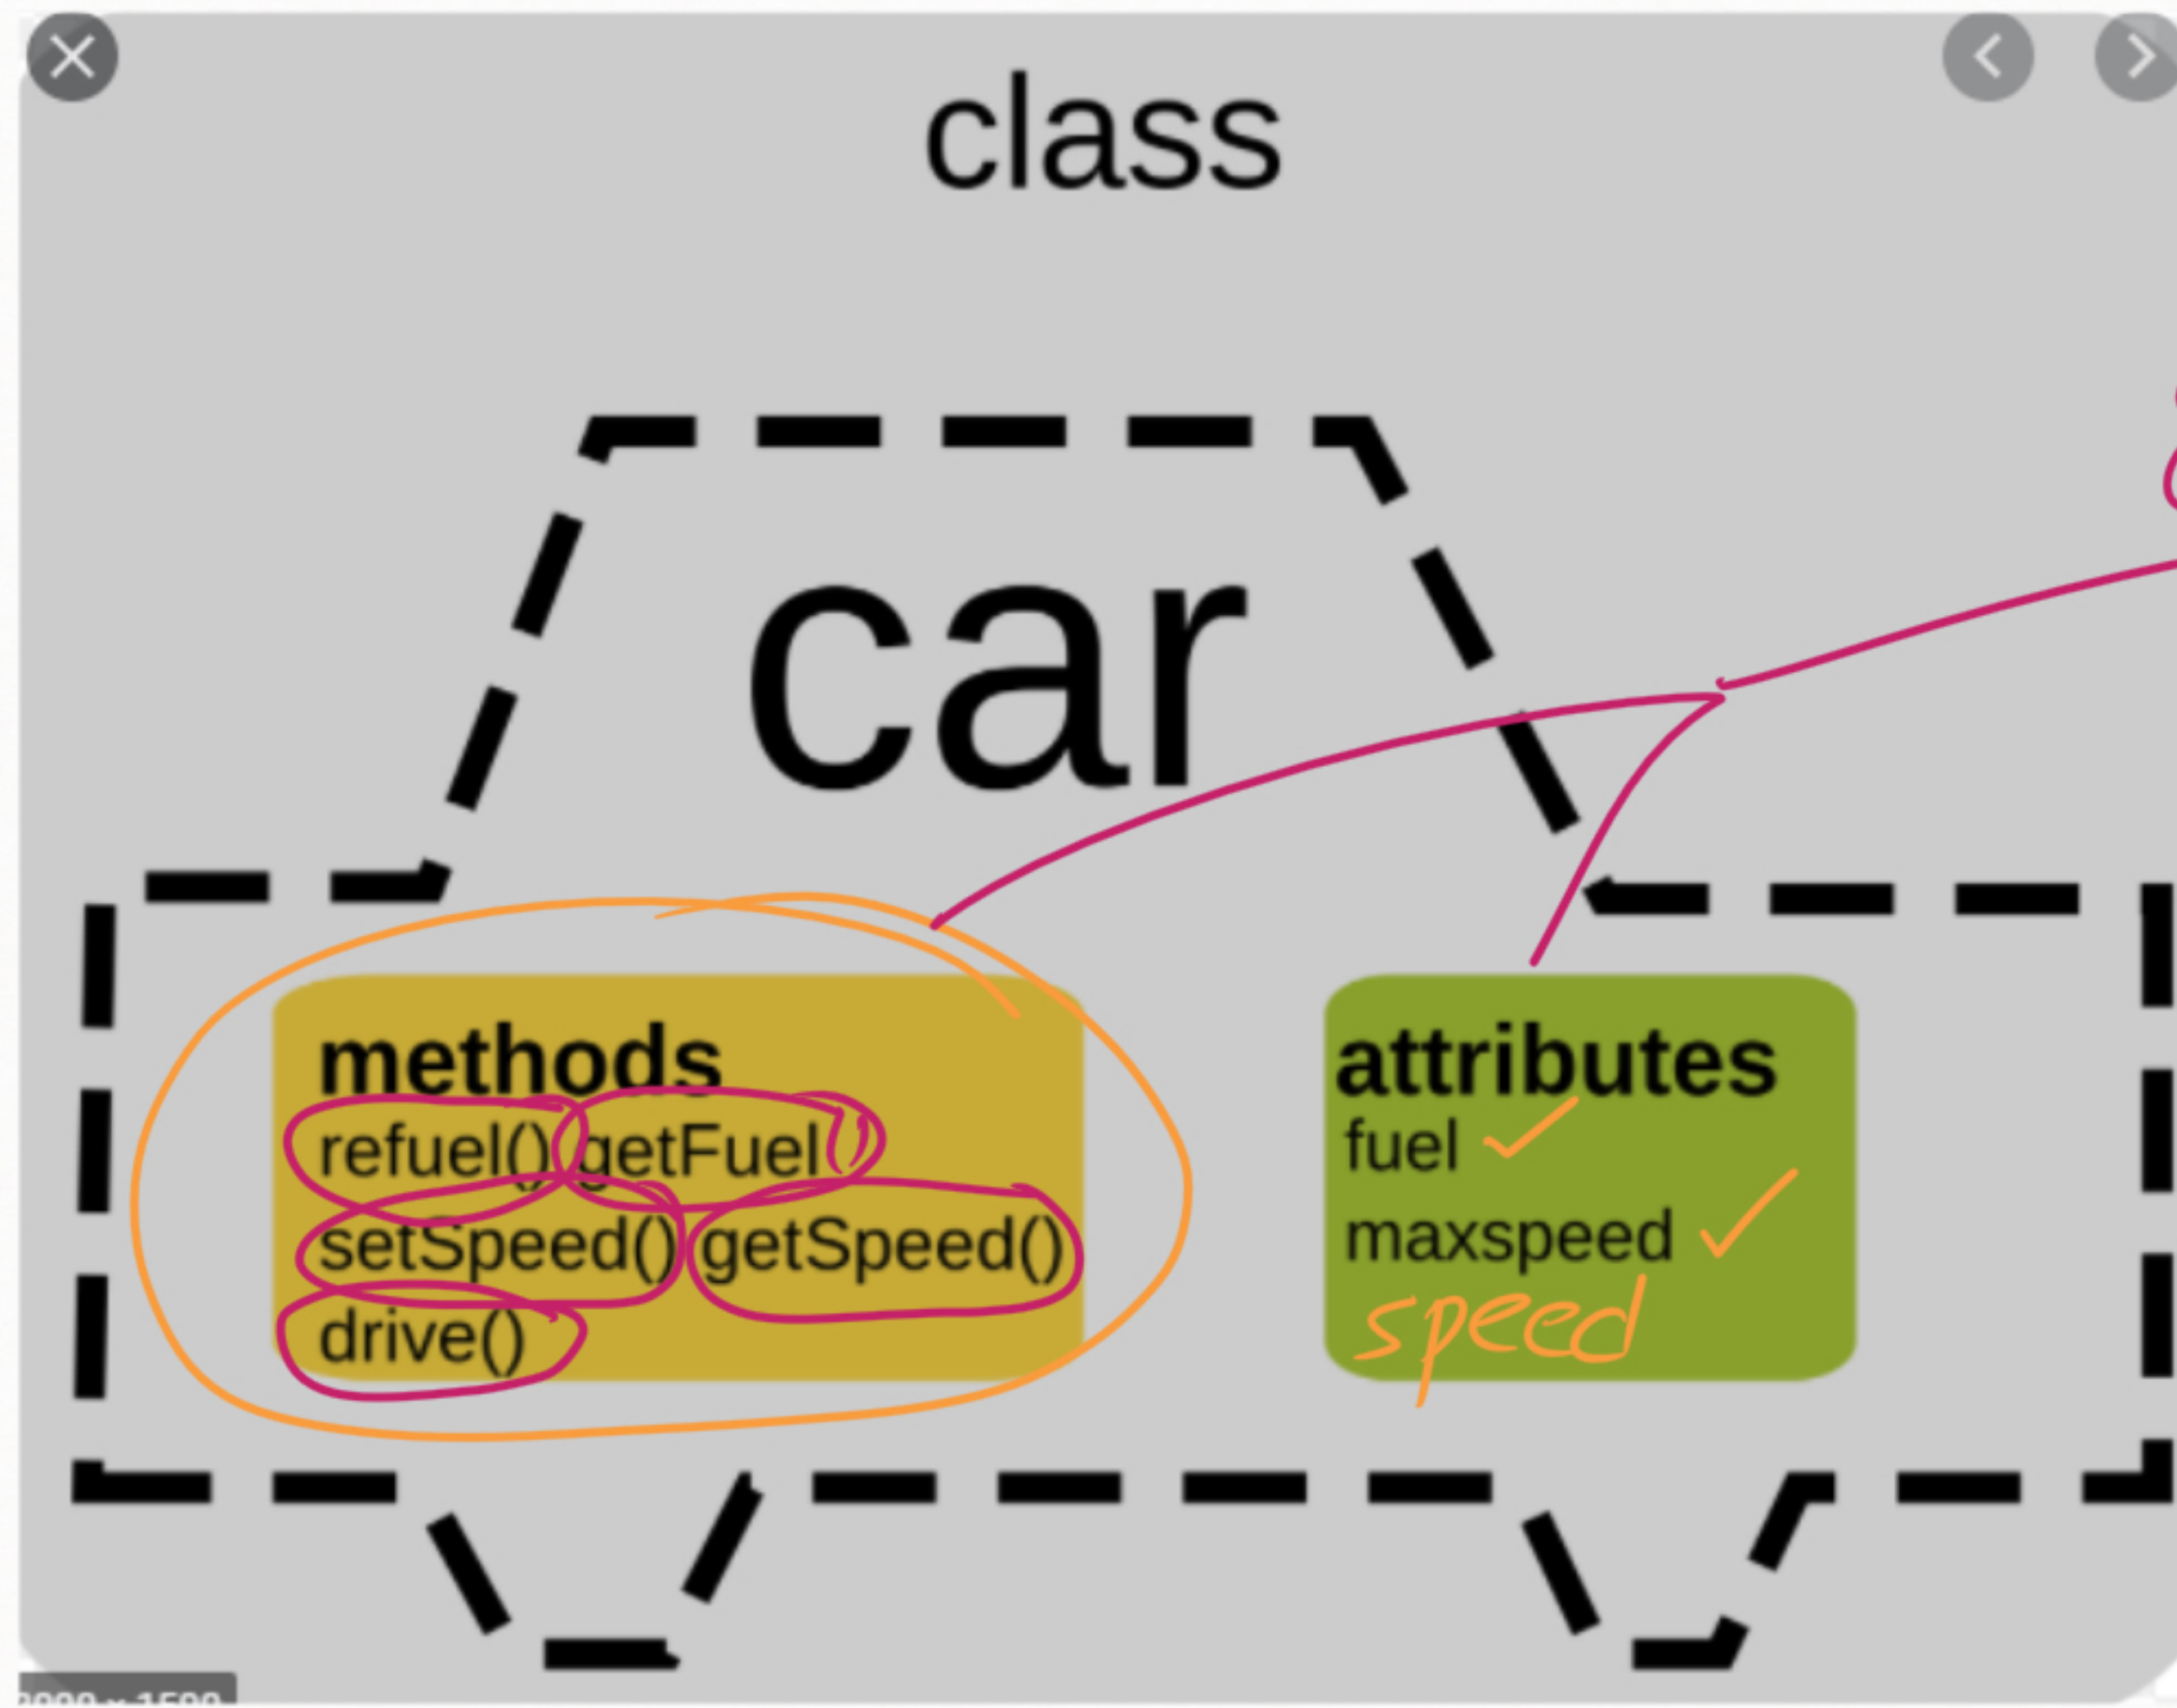 class
car
methods
refuel() getFuel()
setSpeed() getSpeed()
drive()
attributes
fuel
maxspeed
speed